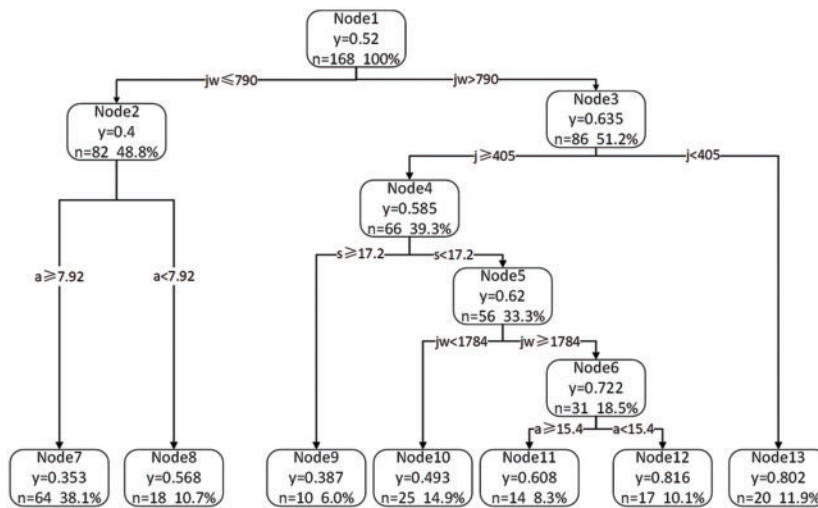 Node1
y=0.52
n=168 100%
jw≤790
jw>790
Node2
y=0.4
n=82 48.8%
Node3
y=0.635
n=86 51.2%
j≥405
j<405
Node4
y=0.585
n=66 39.3%
a≥7.92
a<7.92
s≥17.2
s<17.2
Node5
y=0.62
n=56 33.3%
jw<1784
jw≥1784
Node6
y=0.722
n=31 18.5%
a≥15.4
a<15.4
Node7
y=0.353
n=64 38.1%
Node8
y=0.568
n=18 10.7%
Node9
y=0.387
n=10 6.0%
Node10
y=0.493
n=25 14.9%
Node11
y=0.608
n=14 8.3%
Node12
y=0.816
n=17 10.1%
Node13
y=0.802
n=20 11.9%